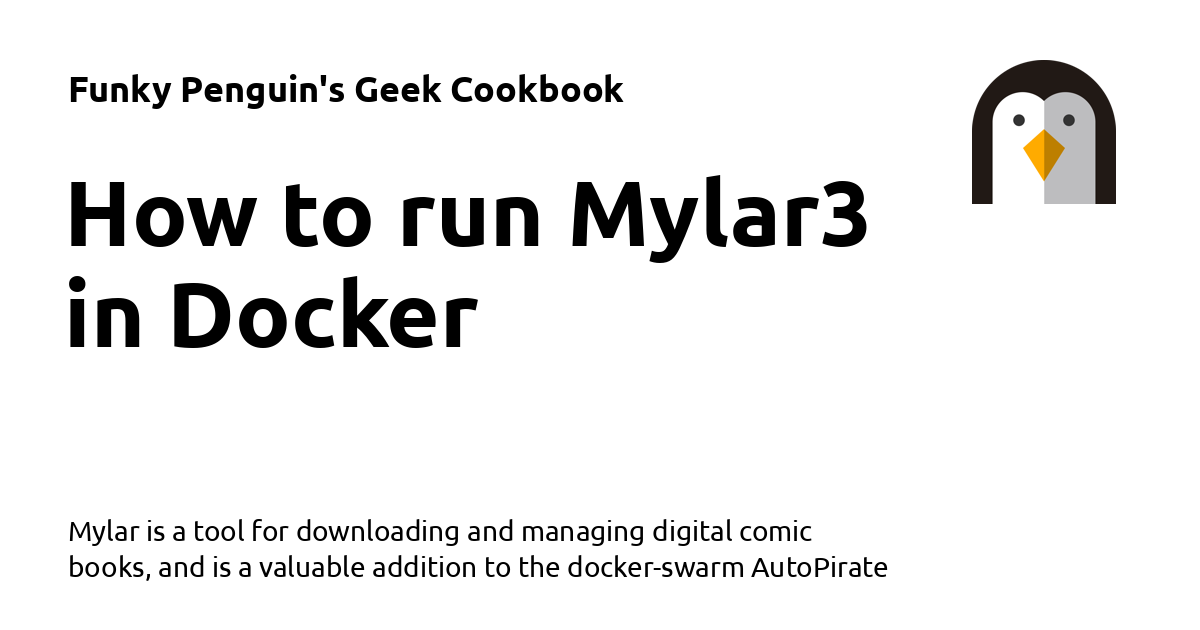 Funky Penguin's Geek Cookbook
How to run Mylar3
in Docker
Mylar is a tool for downloading and managing digital comic
books, and is a valuable addition to the docker-swarm AutoPirate